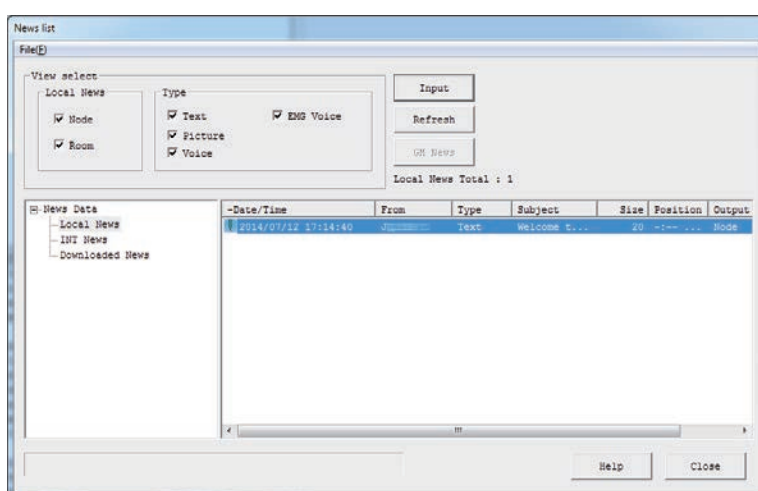 News list
File(F)
View select
Local News
Type
Node
Room
Text
Picture
Voice
EMG Voice
Input
Refresh
GM News
Local News Total : 1
News Data
Local News
INT News
Downloaded News
-Date/Time From Type Subject Size Position Output
2014/07/12 17:14:40 Text Welcome t... 20 -:-- ... Node
Help Close